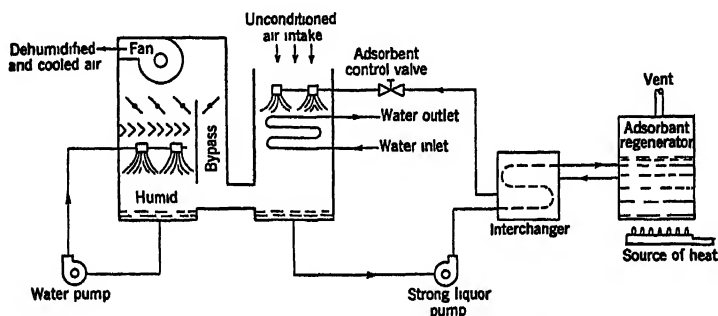 Unconditioned
air intake
Dehumidified
and cooled air
Fan
Adsorbent
control valve
Vent
Adsorbant
regenerator
Water outlet
Water inlet
Bypass
Humid
Interchanger
Source of heat
Water pump
Strong liquor
pump